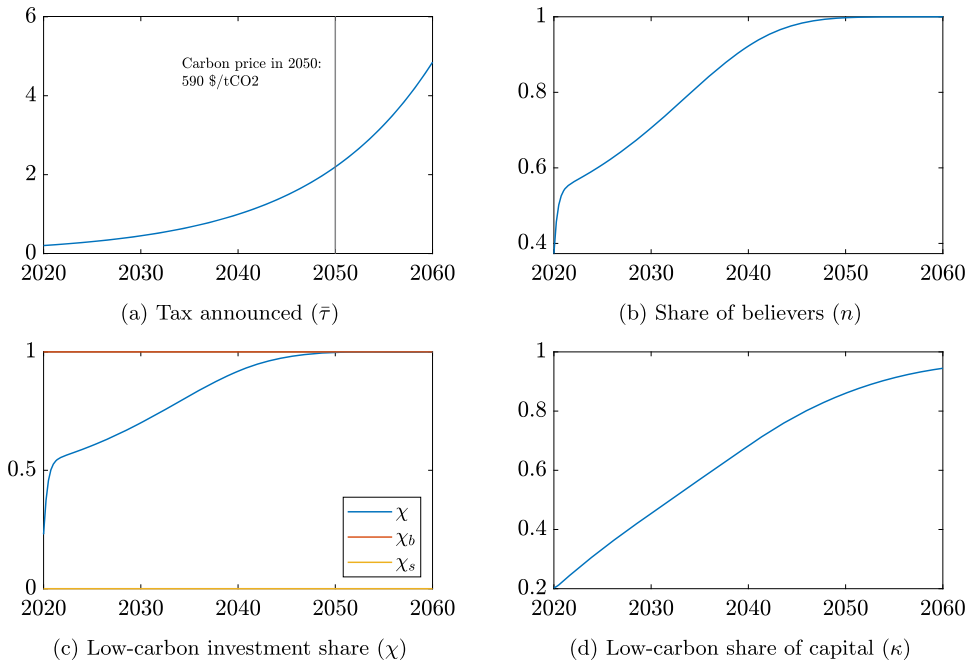 6
4
2
0
2020 2030 2040 2050 2060
Carbon price in 2050:
590 $/tCO2
(a) Tax announced (τ̄)
1
0.8
0.6
0.4
2020 2030 2040 2050 2060
(b) Share of believers (n)
1
0.5
0
2020 2030 2040 2050 2060
χ
χ_b
χ_s
(c) Low-carbon investment share (χ)
1
0.8
0.6
0.4
0.2
2020 2030 2040 2050 2060
(d) Low-carbon share of capital (κ)